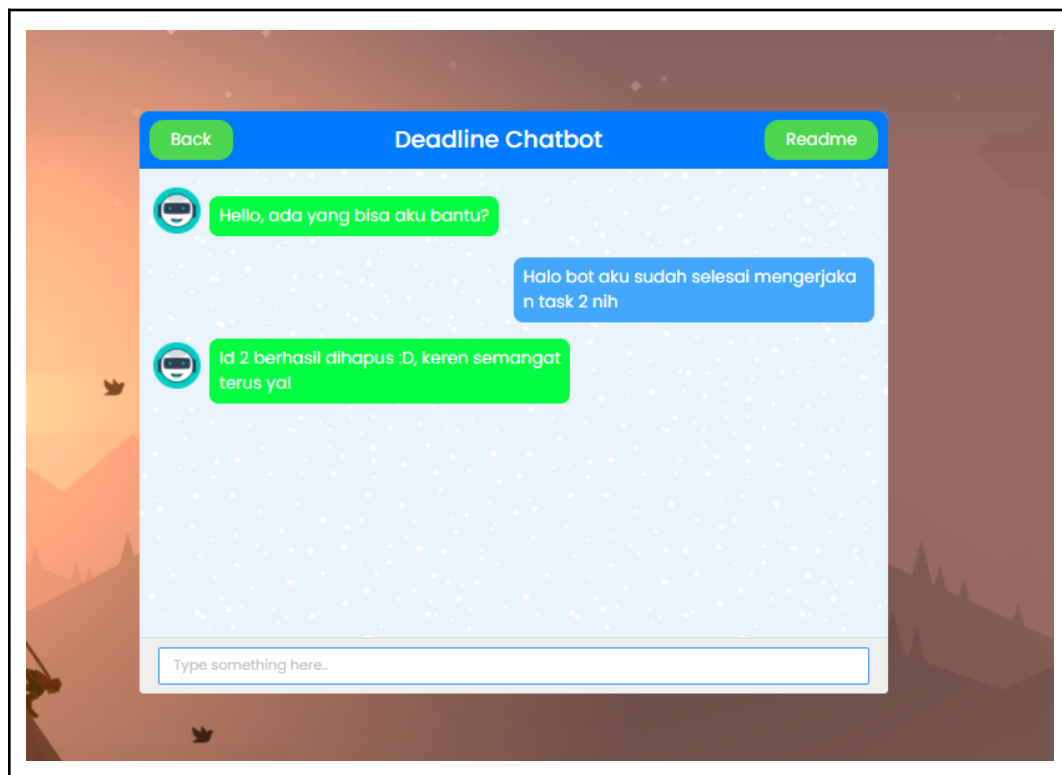 Back
Deadline Chatbot
Readme
Hello, ada yang bisa aku bantu?
Halo bot aku sudah selesai mengerjaka
n task 2 nih
Id 2 berhasil dihapus :D, keren semangat
terus ya!
Type something here..